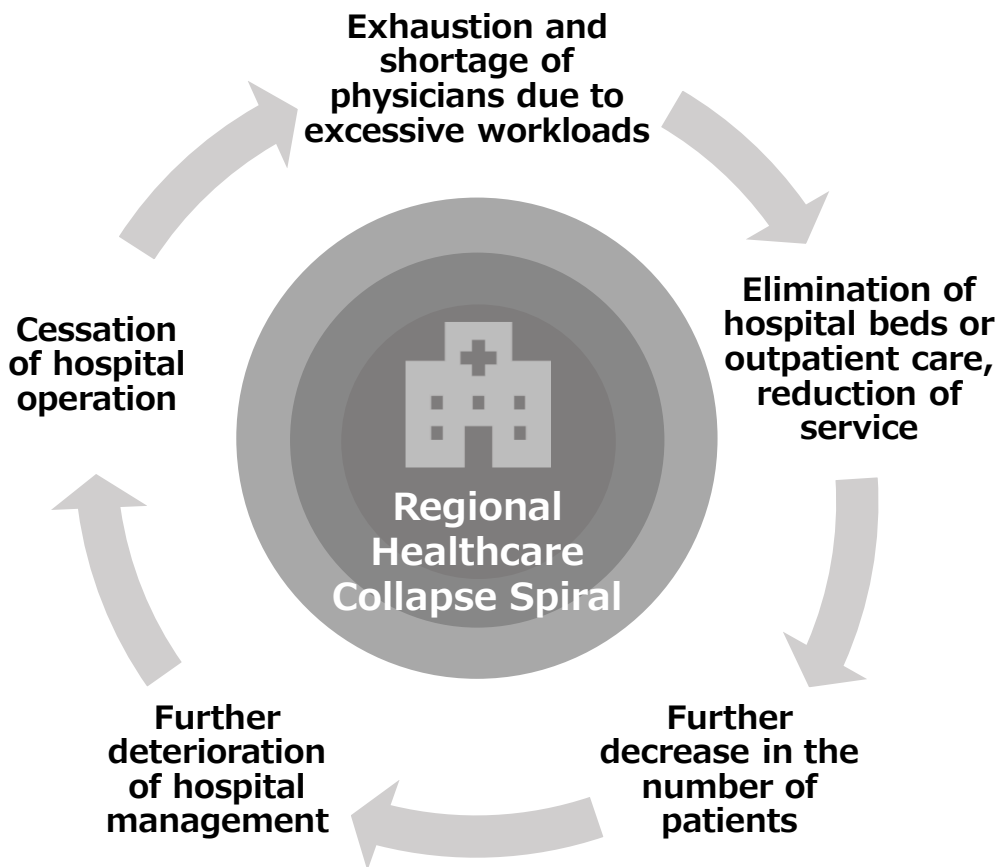 Exhaustion and
shortage of
physicians due to
excessive workloads
Elimination of
hospital beds or
outpatient care,
reduction of
service
Further
decrease in the
number of
patients
Further
deterioration
of hospital
management
Cessation
of hospital
operation
Regional
Healthcare
Collapse Spiral